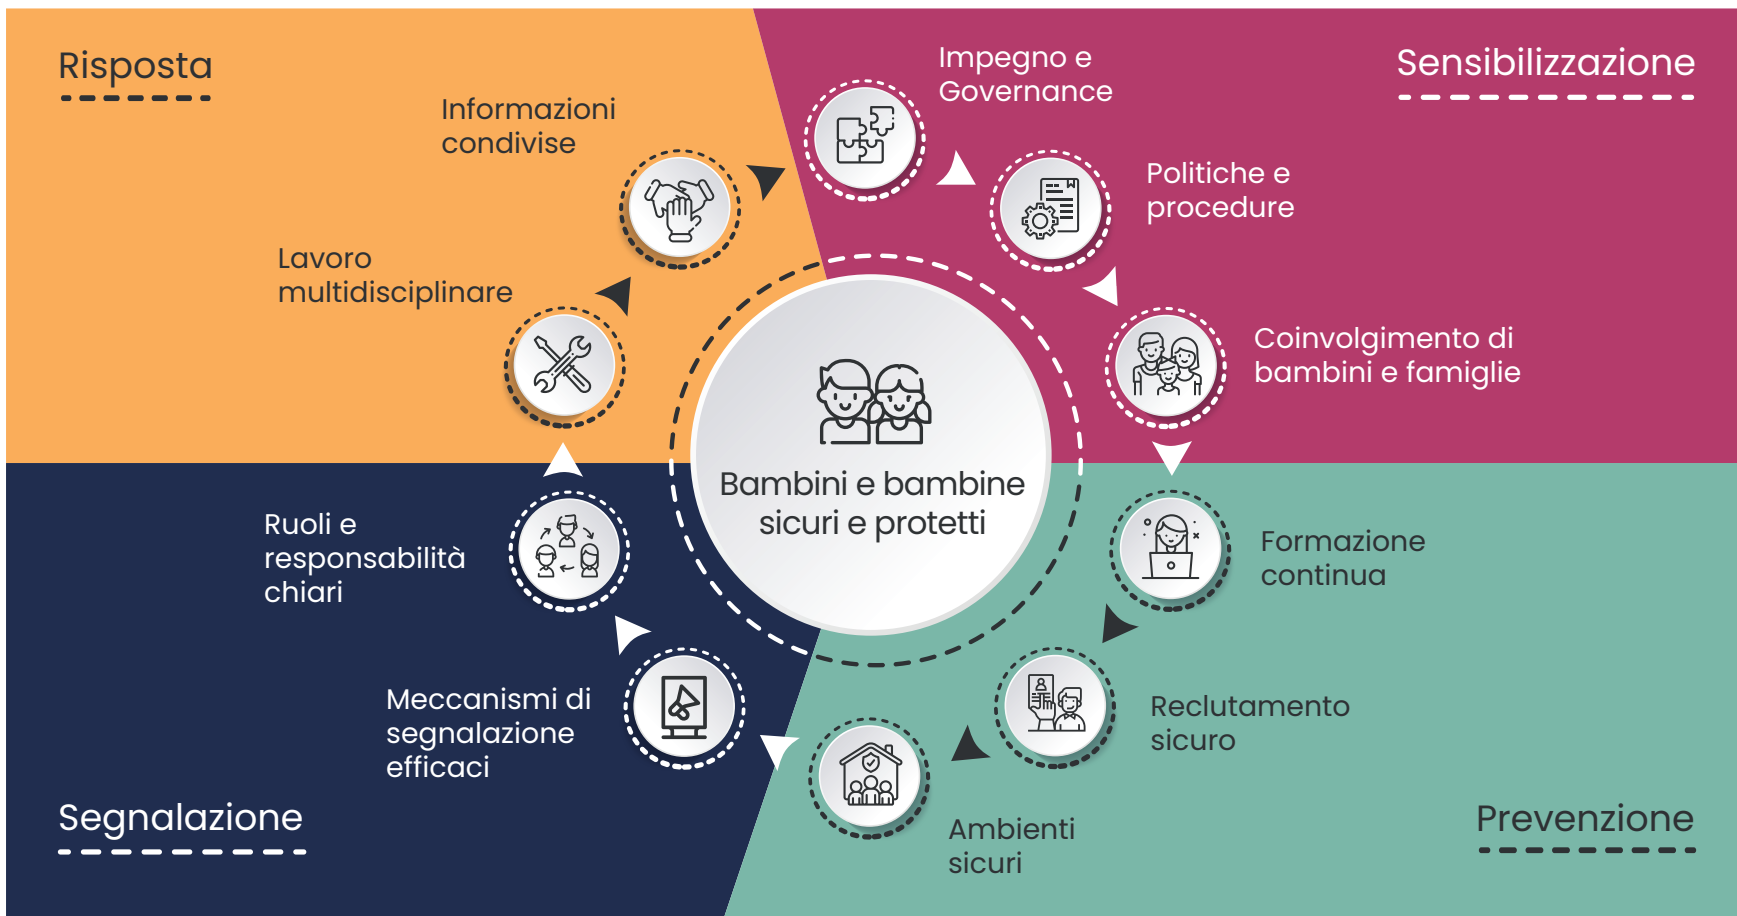 Risposta
Informazioni
condivise
Lavoro
multidisciplinare
Sensibilizzazione
Impegno e
Governance
Politiche e
procedure
Coinvolgimento di
bambini e famiglie
Bambini e bambine
sicuri e protetti
Formazione
continua
Reclutamento
sicuro
Ambienti
sicuri
Prevenzione
Ruoli e
responsabilità
chiari
Meccanismi di
segnalazione
efficaci
Segnalazione